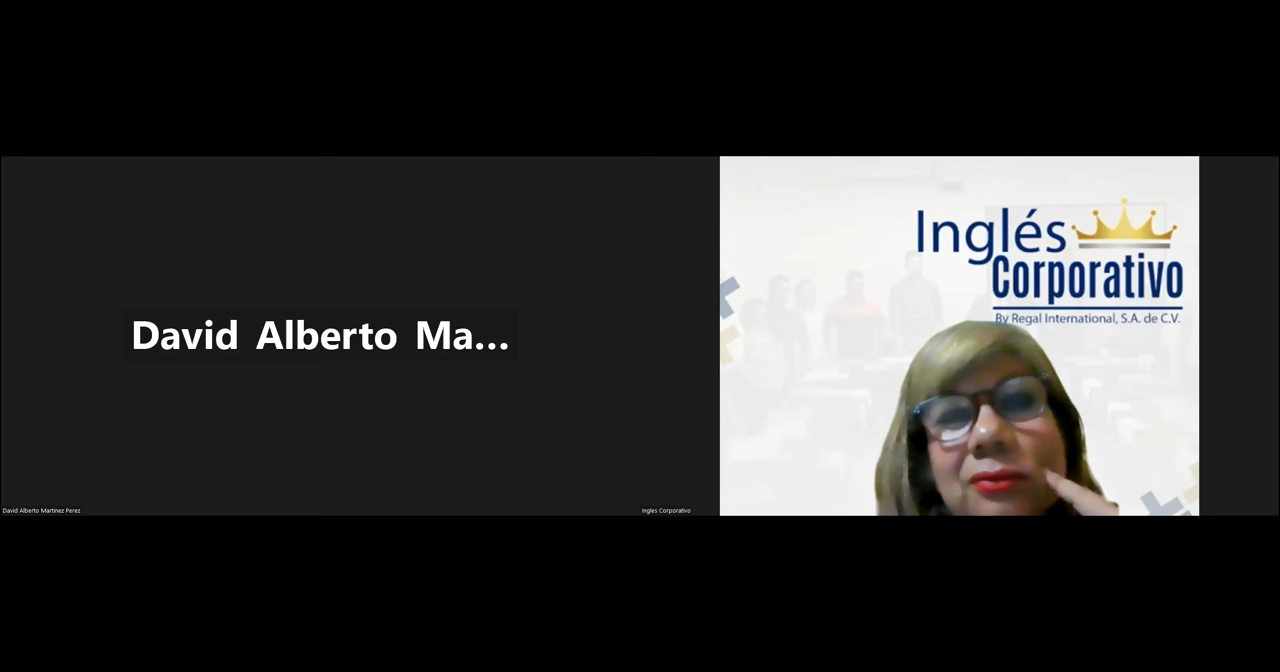 David Alberto Ma...
David Alberto Martinez Perez
Ingles Corporativo
Inglés
Corporativo
By Regal International, S.A. de C.V.